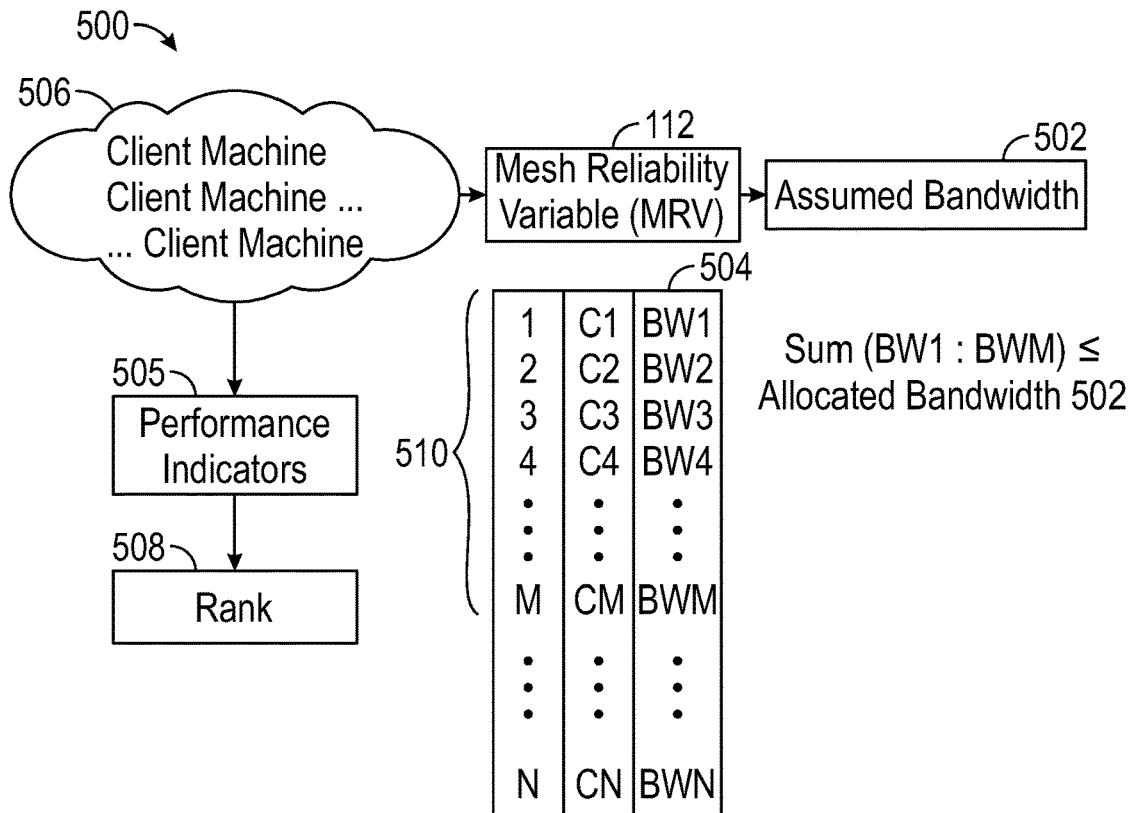 500
506
Client Machine
Client Machine ...
... Client Machine
112
Mesh Reliability
Variable (MRV)
502
Assumed Bandwidth
505
Performance
Indicators
508
Rank
504
510
1 C1 BW1
2 C2 BW2
3 C3 BW3
4 C4 BW4
M CM BWM
N CN BWN
Sum (BW1 : BWM) ≤
Allocated Bandwidth 502